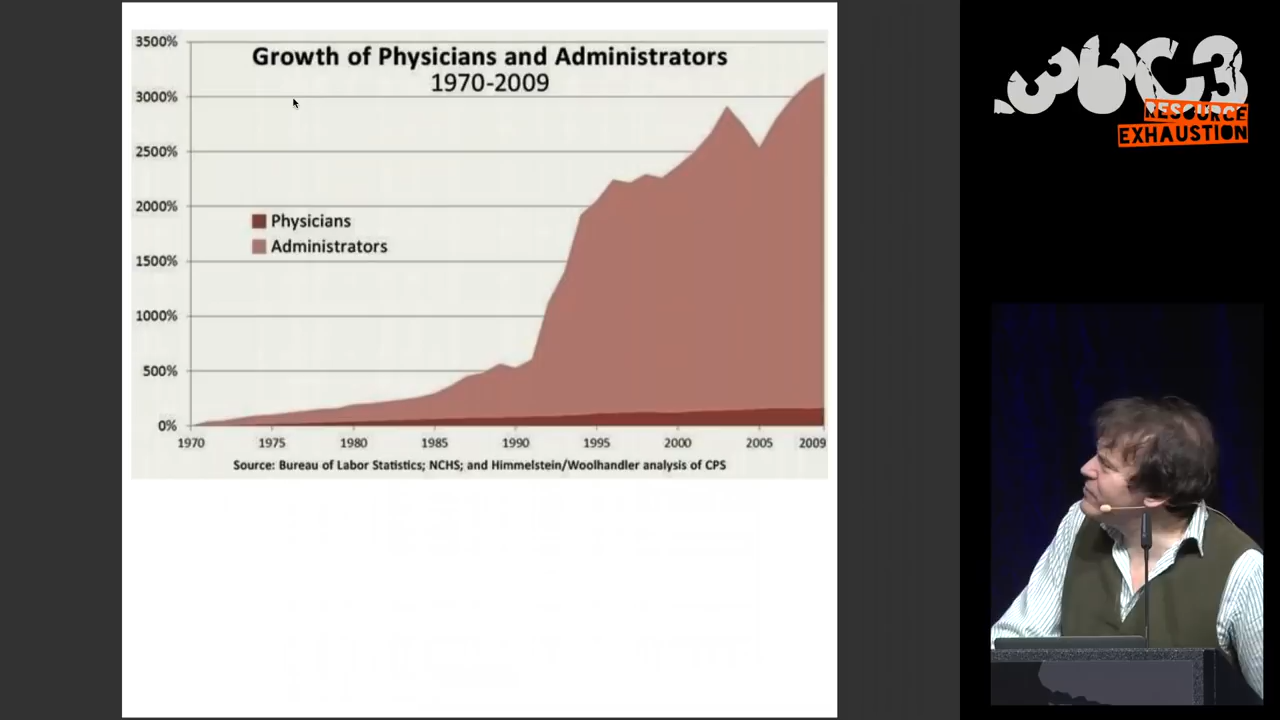 3500%
Growth of Physicians and Administrators
1970-2009
3000%
2500%
2000%
Physicians
Administrators
1500%
1000%
500%
0%
1970 1975 1980 1985 1990 1995 2000 2005 2009
Source: Bureau of Labor Statistics; NCHS; and Himmelstein/Woolhandler analysis of CPS
36C3
RESOURCE
EXHAUSTION